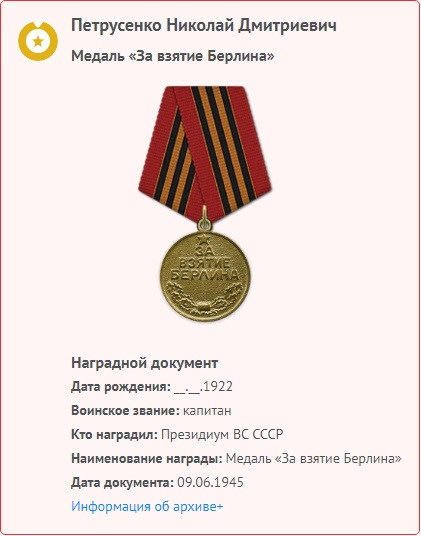 Петрусенко Николай Дмитриевич
Медаль «За взятие Берлина»
ЗА
ВЗЯТИЕ
БЕРЛИНА
Наградной документ
Дата рождения: __.__.1922
Воинское звание: капитан
Кто наградил: Президиум ВС СССР
Наименование награды: Медаль «За взятие Берлина»
Дата документа: 09.06.1945
Информация об архиве+